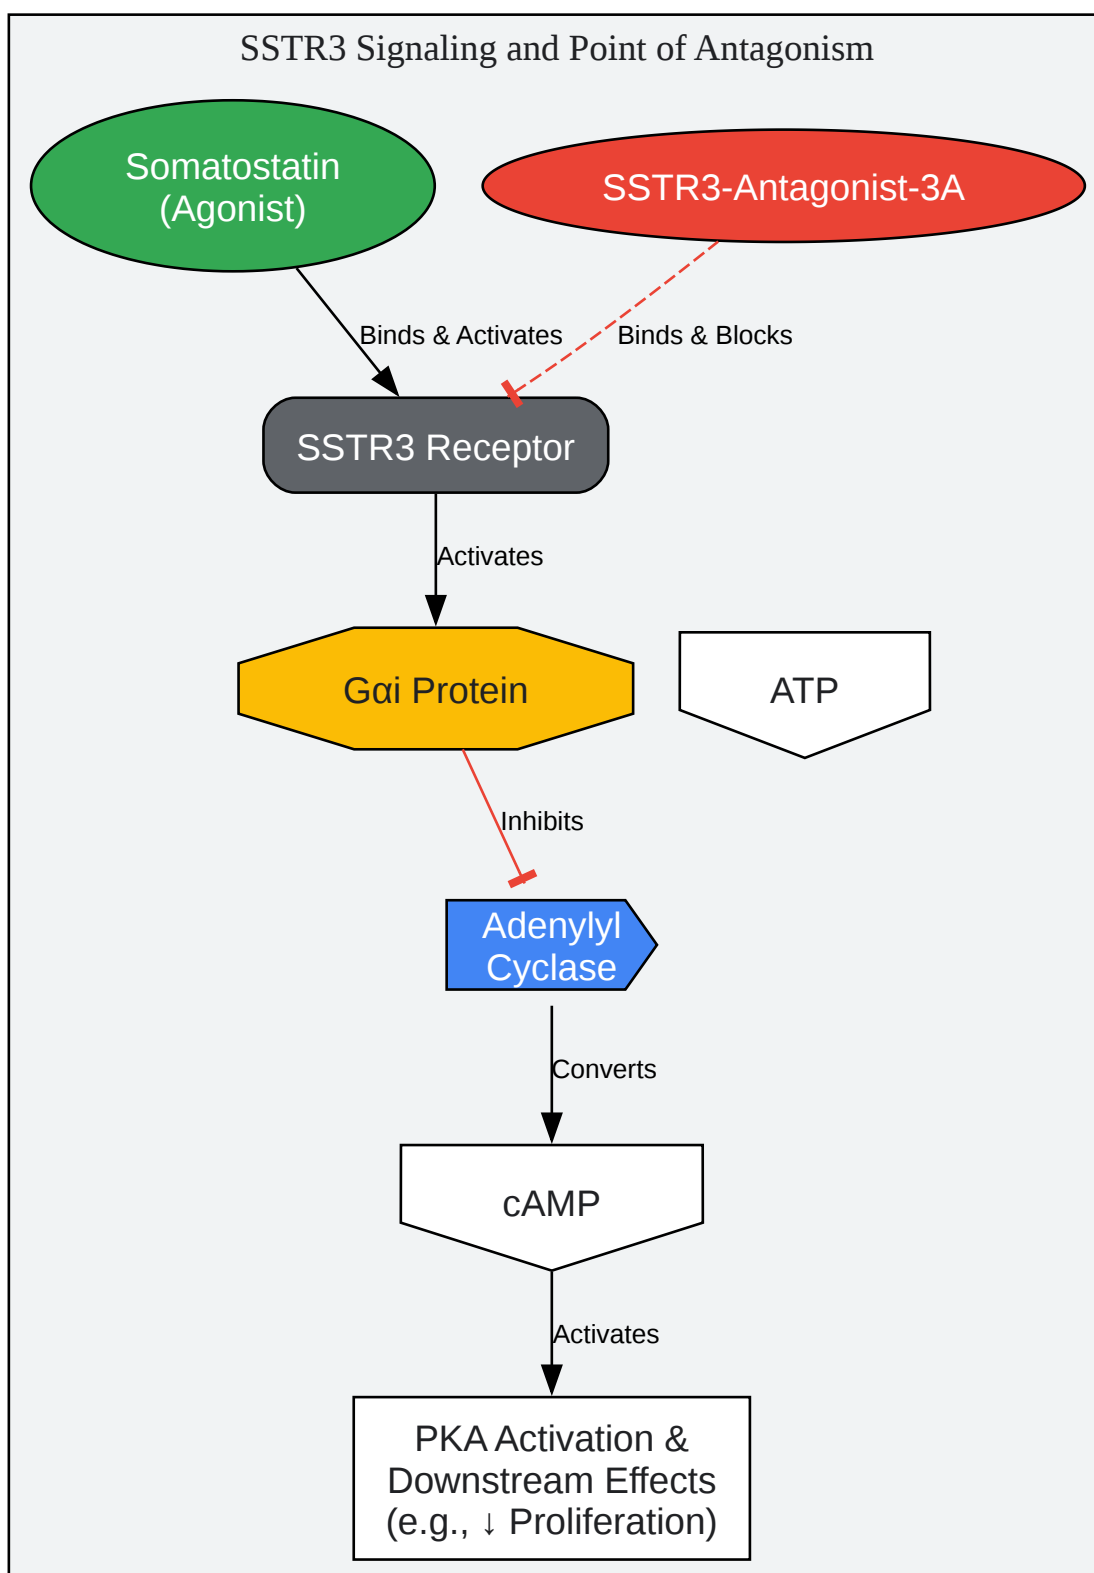 SSTR3 Signaling and Point of Antagonism
Somatostatin
(Agonist)
SSTR3-Antagonist-3A
Binds & Activates
Binds & Blocks
SSTR3 Receptor
Activates
Gαi Protein
ATP
Inhibits
Adenylyl
Cyclase
Converts
cAMP
Activates
PKA Activation &
Downstream Effects
(e.g., ↓ Proliferation)